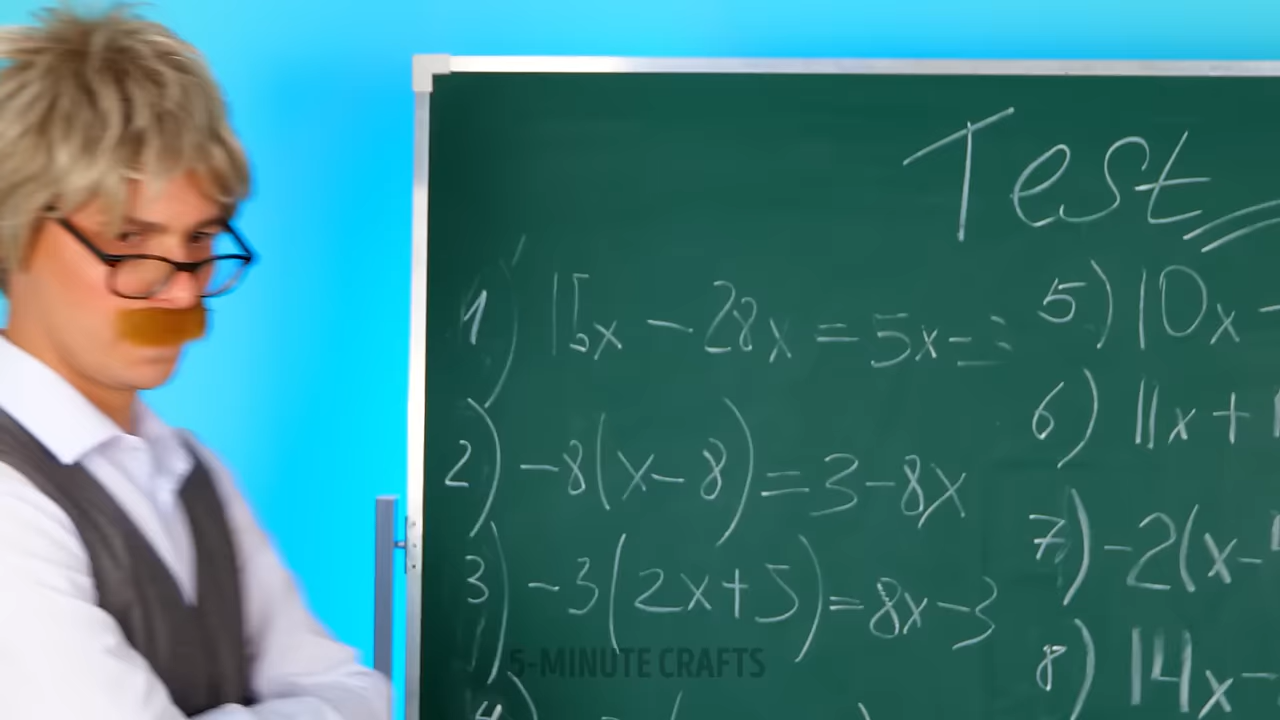 Test
1) 15x - 28x = 5x -
2) -8(x-8) = 3-8x
3) -3(2x+5) = 8x-3
4)
5) 10x -
6) 11x +
7) -2(x-
8) 14x -
5-MINUTE CRAFTS